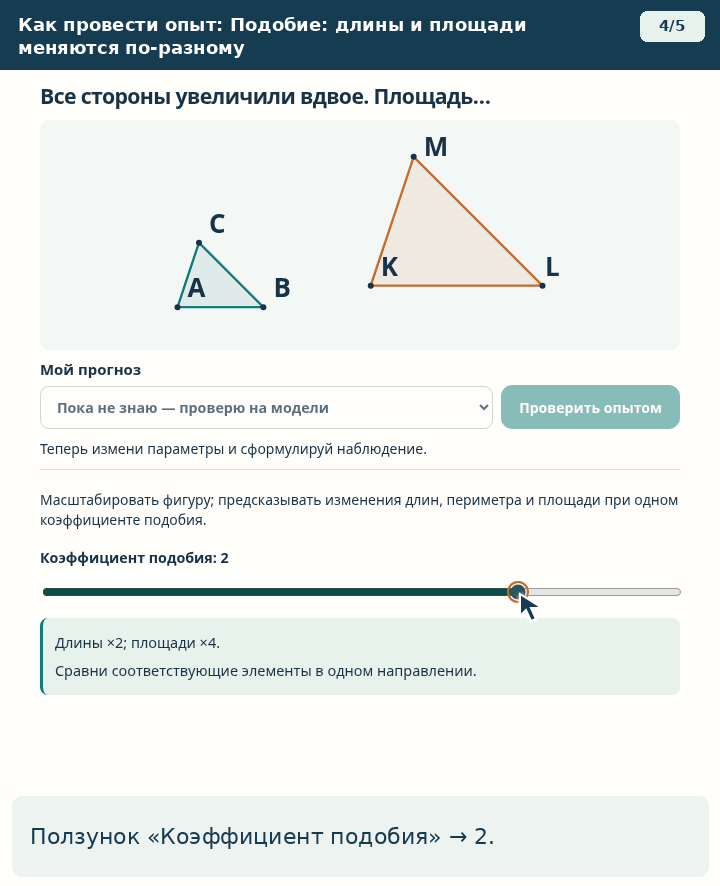 Как провести опыт: Подобие: длины и площади
меняются по-разному
4/5
Все стороны увеличили вдвое. Площадь…
M
C
K
L
A
B
Мой прогноз
Пока не знаю — проверю на модели
Проверить опытом
Теперь измени параметры и сформулируй наблюдение.
Масштабировать фигуру; предсказывать изменения длин, периметра и площади при одном
коэффициенте подобия.
Коэффициент подобия: 2
Длины ×2; площади ×4.
Сравни соответствующие элементы в одном направлении.
Ползунок «Коэффициент подобия» → 2.